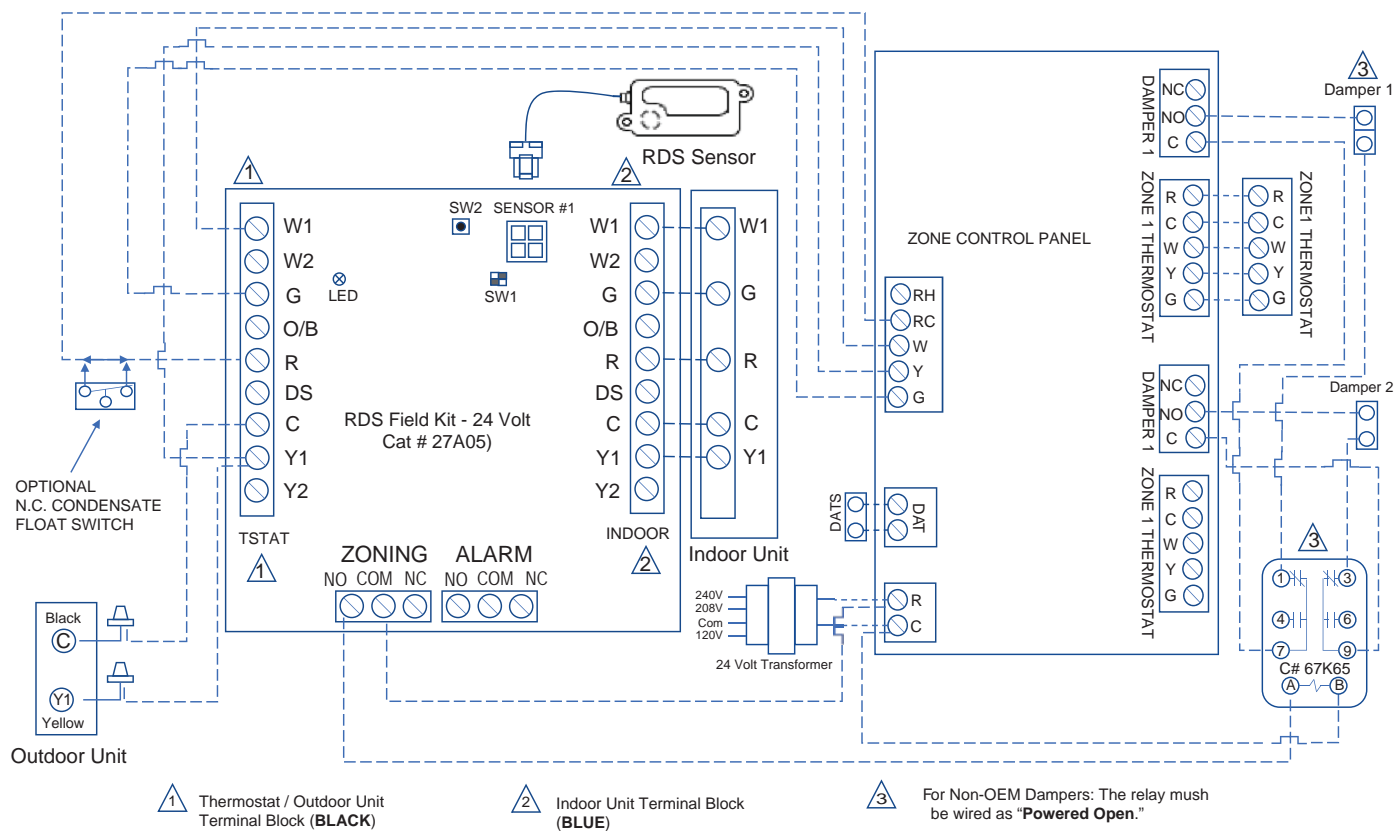 3
Damper 1
RDS Sensor
1
2
SW2 SENSOR #1
LED
SW1
W1
W2
G
O/B
R
DS
C
Y1
Y2
TSTAT
1
RDS Field Kit - 24 Volt
Cat # 27A05)
W1
W2
G
O/B
R
DS
C
Y1
Y2
INDOOR
2
W1
G
R
C
Y1
Indoor Unit
ZONING ALARM
NO COM NC NO COM NC
OPTIONAL
N.C. CONDENSATE
FLOAT SWITCH
Black
C
Y1
Yellow
Outdoor Unit
ZONE CONTROL PANEL
RH
RC
W
Y
G
DATS
DAT
240V
208V
Com
120V
24 Volt Transformer
R
C
DAMPER 1
NC
NO
C
ZONE 1 THERMOSTAT
R
C
W
Y
G
R
C
W
Y
G
ZONE1 THERMOSTAT
DAMPER 1
NC
NO
C
Damper 2
ZONE 1 THERMOSTAT
R
C
W
Y
G
3
1 3
4 6
7 9
C# 67K65
A B
1 Thermostat / Outdoor Unit
Terminal Block (BLACK)
2 Indoor Unit Terminal Block
(BLUE)
3 For Non-OEM Dampers: The relay mush
be wired as “Powered Open.”